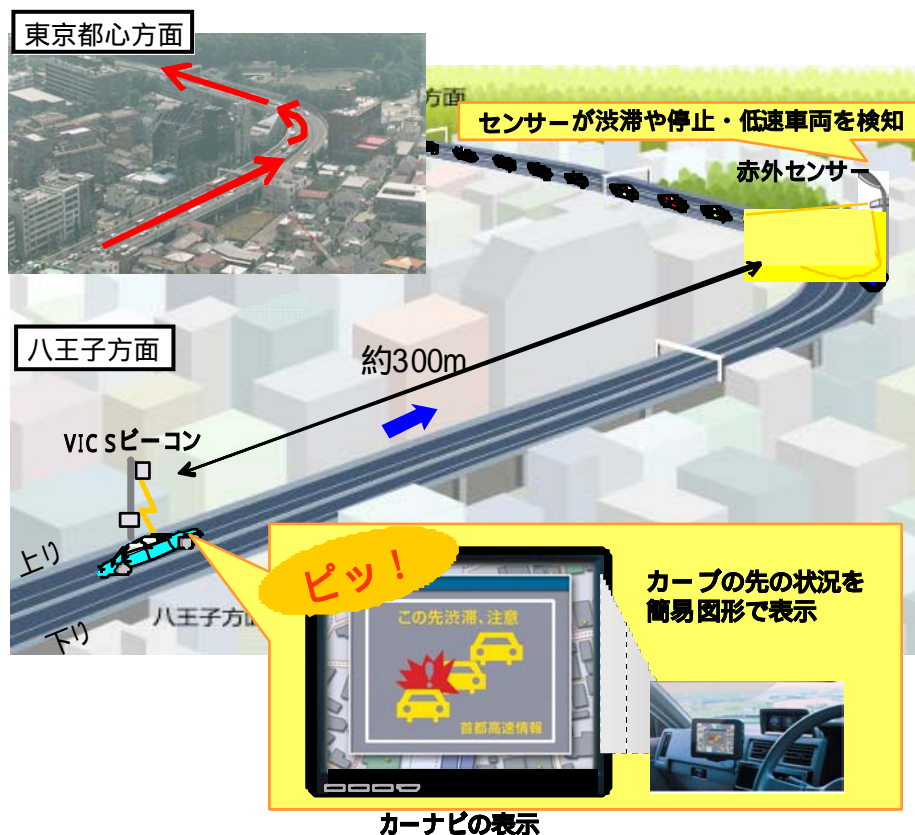 東京都心方面
方面
センサーが渋滞や停止・低速車両を検知
赤外センサー
八王子方面
約300m
VICSビーコン
上り
下り
八王子方面
ピッ！
この先渋滞、注意
首都高速情報
カーブの先の状況を
簡易図形で表示
カーナビの表示